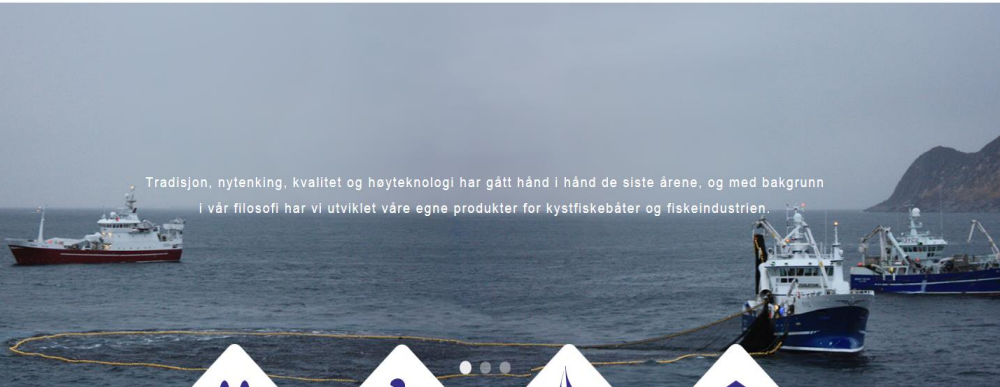 Tradisjon, nytenking, kvalitet og høyteknologi har gått hånd i hånd de siste årene, og med bakgrunn
i vår filosofi har vi utviklet våre egne produkter for kystfiskebåter og fiskeindustrien.